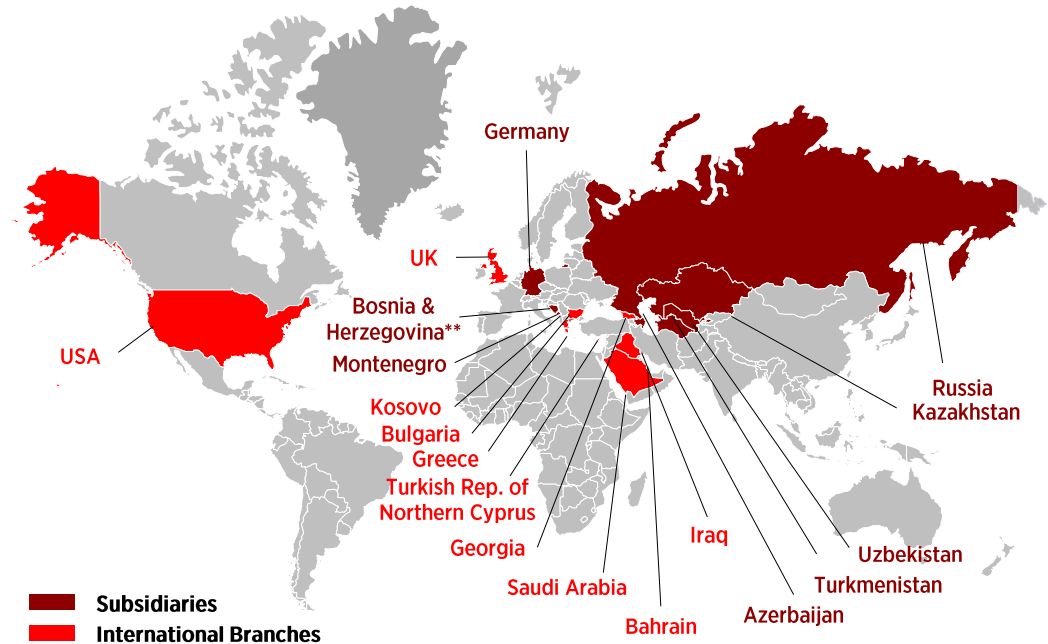 Germany
UK
Bosnia &
Herzegovina**
USA
Montenegro
Russia
Kazakhstan
Kosovo
Bulgaria
Greece
Turkish Rep. of
Northern Cyprus
Georgia
Iraq
Uzbekistan
Saudi Arabia
Turkmenistan
Azerbaijan
Bahrain
Subsidiaries
International Branches